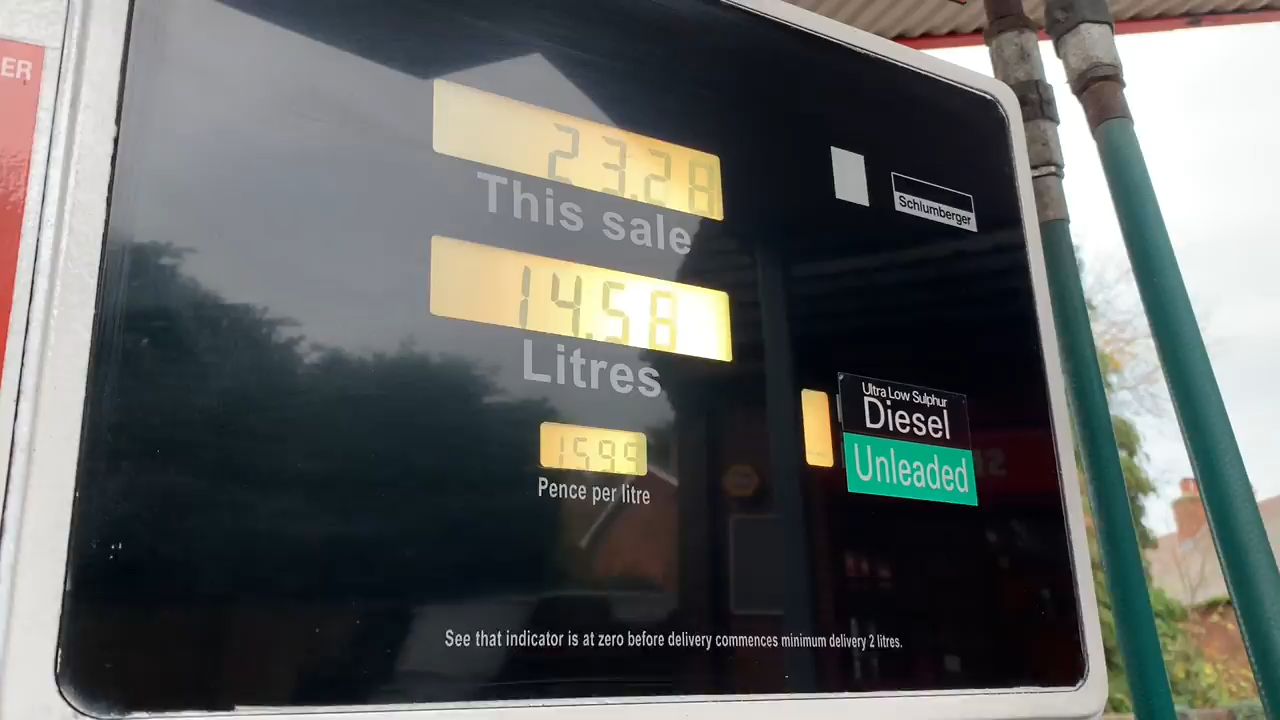 ER
23.28
This sale
Schlumberger
14.58
Litres
Ultra Low Sulphur
Diesel
Unleaded
159.9
Pence per litre
See that indicator is at zero before delivery commences minimum delivery 2 litres.